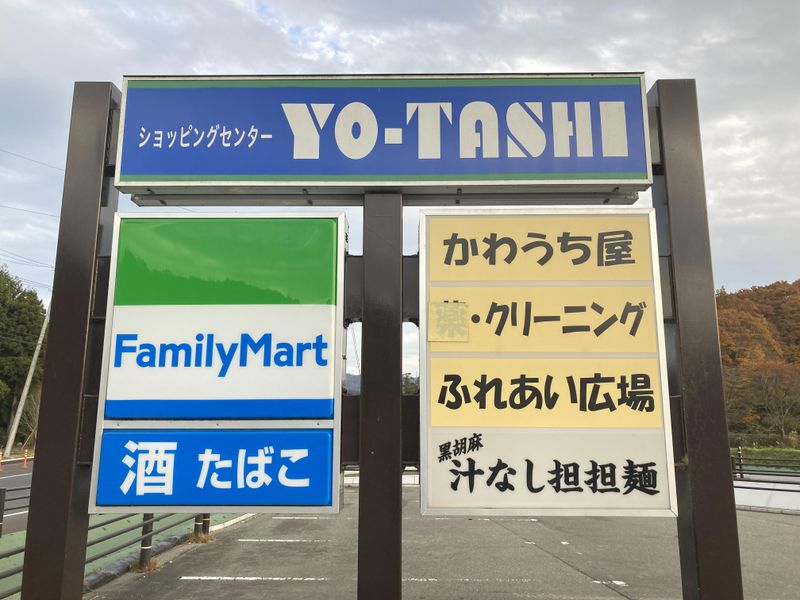 ショッピングセンター YO-TASHI
FamilyMart
酒 たばこ
かわうち屋
薬・クリーニング
ふれあい広場
黒胡麻
汁なし担担麺